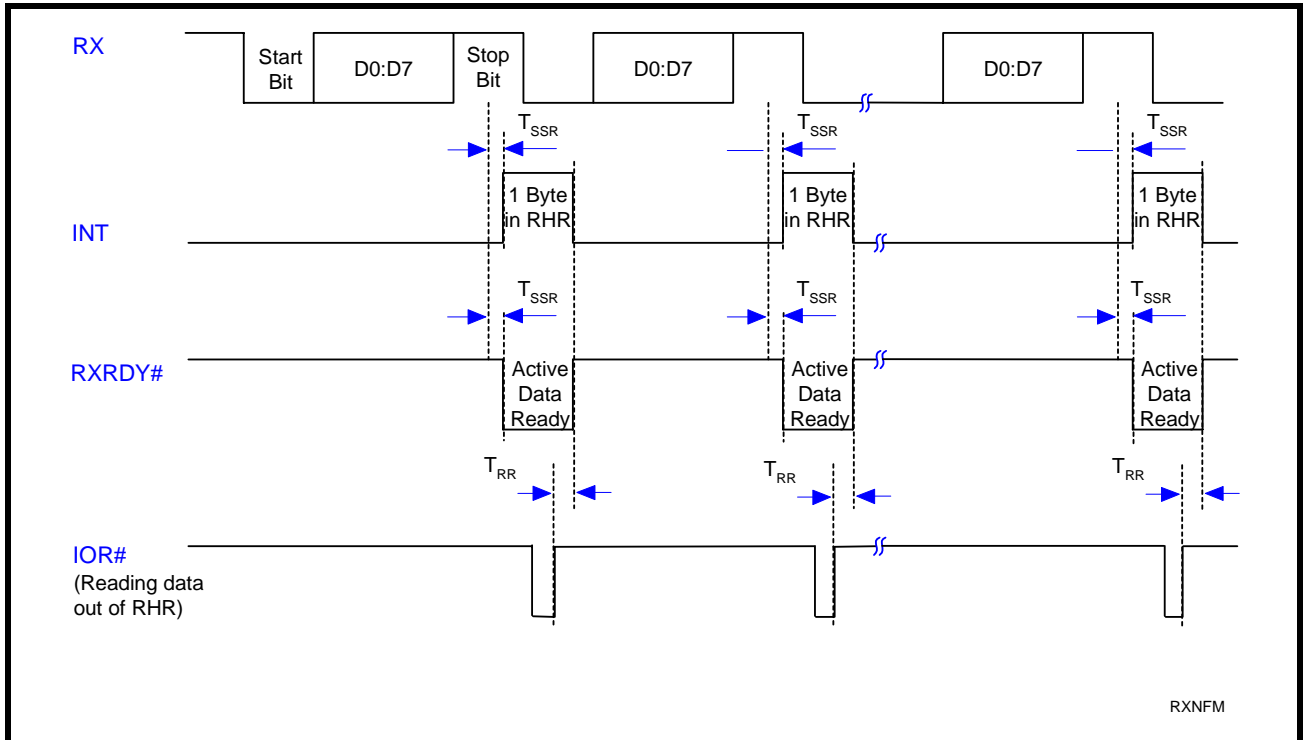 RX
Start
Bit
D0:D7
Stop
Bit
D0:D7
D0:D7
TSSR
TSSR
TSSR
INT
1 Byte
in RHR
1 Byte
in RHR
1 Byte
in RHR
TSSR
TSSR
TSSR
RXRDY#
Active
Data
Ready
Active
Data
Ready
Active
Data
Ready
TRR
TRR
TRR
IOR#
(Reading data
out of RHR)
RXNFM